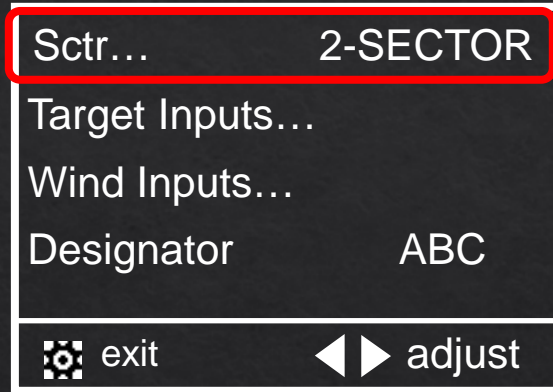 Sctr… 2-SECTOR
Target Inputs…
Wind Inputs…
Designator ABC
exit ◀▶ adjust